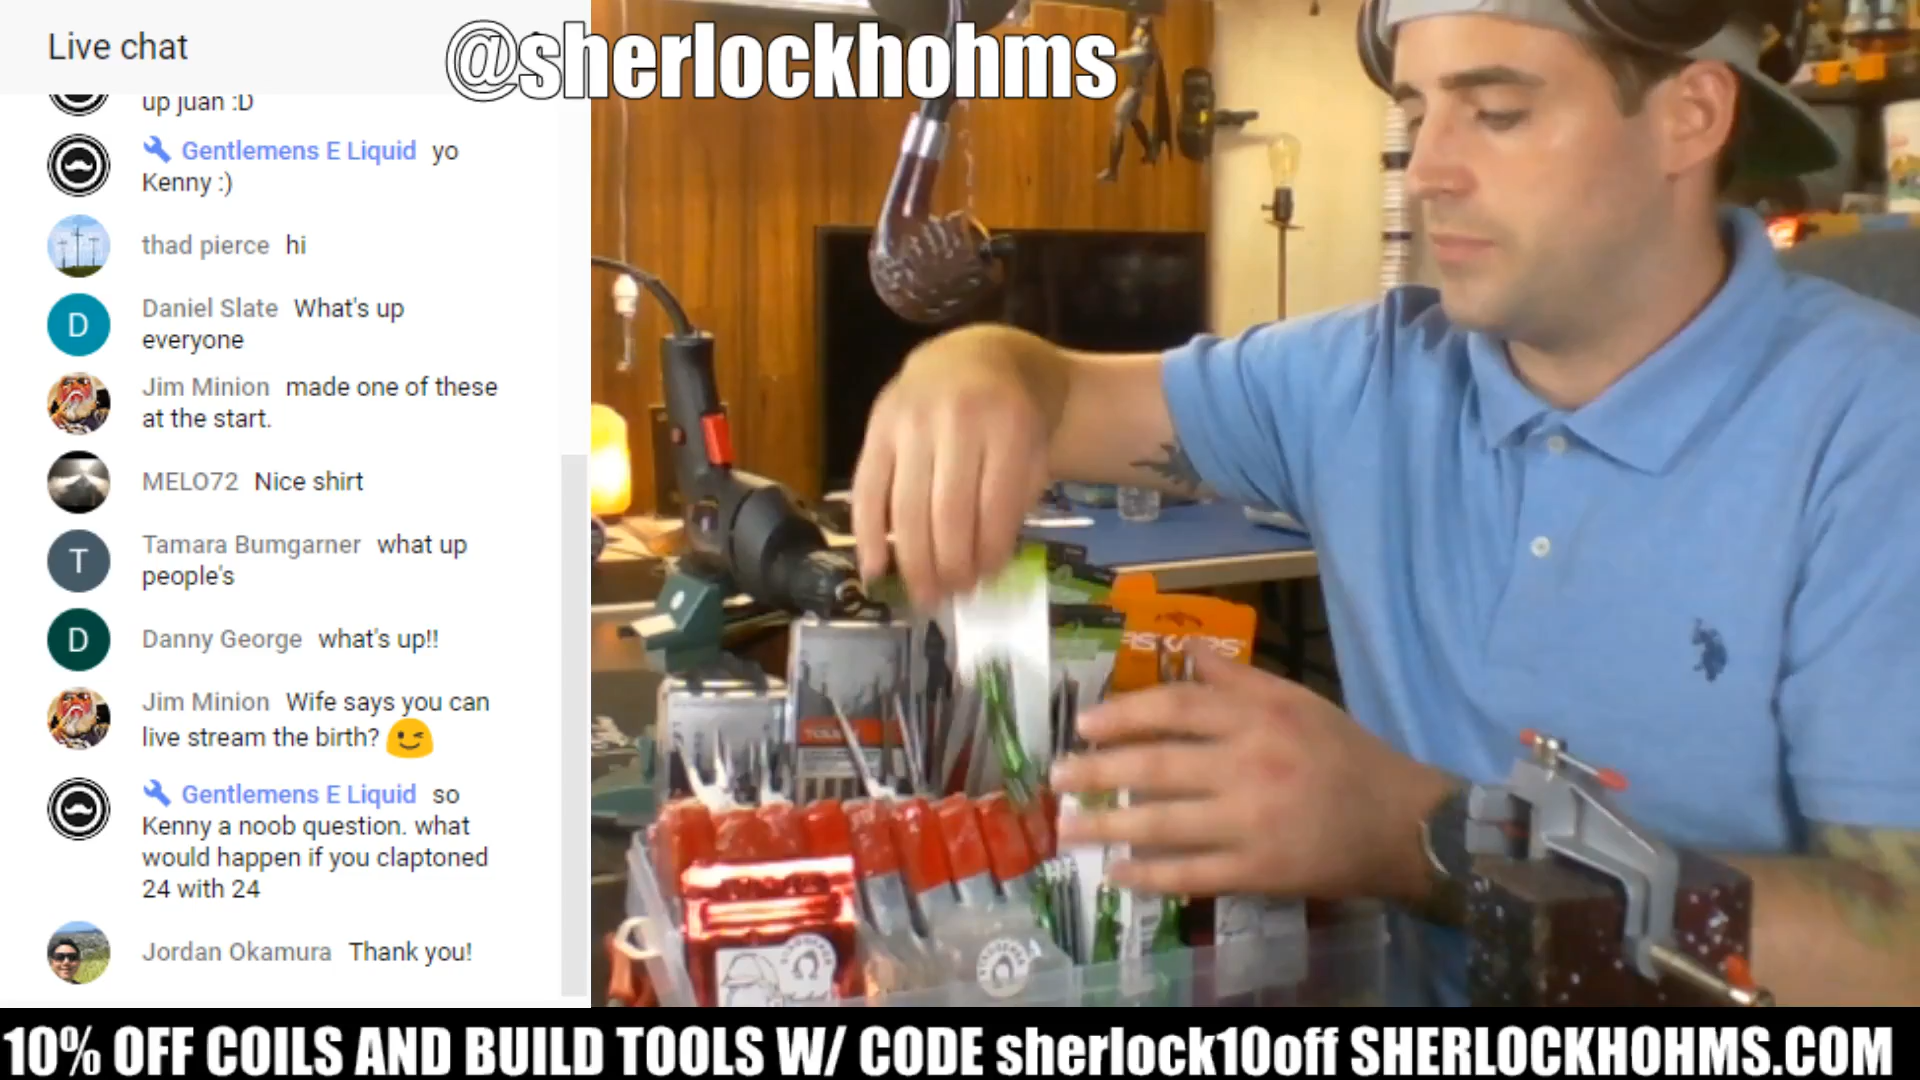 Live chat
@sherlockhohms
up juan :D
Gentlemens E Liquid yo
Kenny :)
thad pierce hi
D
Daniel Slate What's up
everyone
Jim Minion made one of these
at the start.
MELO72 Nice shirt
T
Tamara Bumgarner what up
people's
D
Danny George what's up!!
Jim Minion Wife says you can
live stream the birth? 😉
Gentlemens E Liquid so
Kenny a noob question. what
would happen if you claptoned
24 with 24
Jordan Okamura Thank you!
10% OFF COILS AND BUILD TOOLS W/ CODE sherlock10off SHERLOCKHOHMS.COM